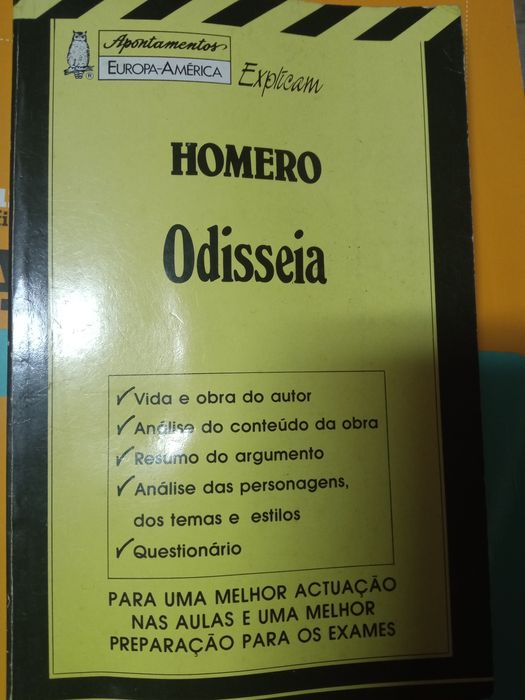 Apontamentos
EUROPA-AMÉRICA
Explicam
HOMERO
Odisseia
✓ Vida e obra do autor
✓ Análise do conteúdo da obra
✓ Resumo do argumento
✓ Análise das personagens,
dos temas e estilos
✓ Questionário
PARA UMA MELHOR ACTUAÇÃO
NAS AULAS E UMA MELHOR
PREPARAÇÃO PARA OS EXAMES